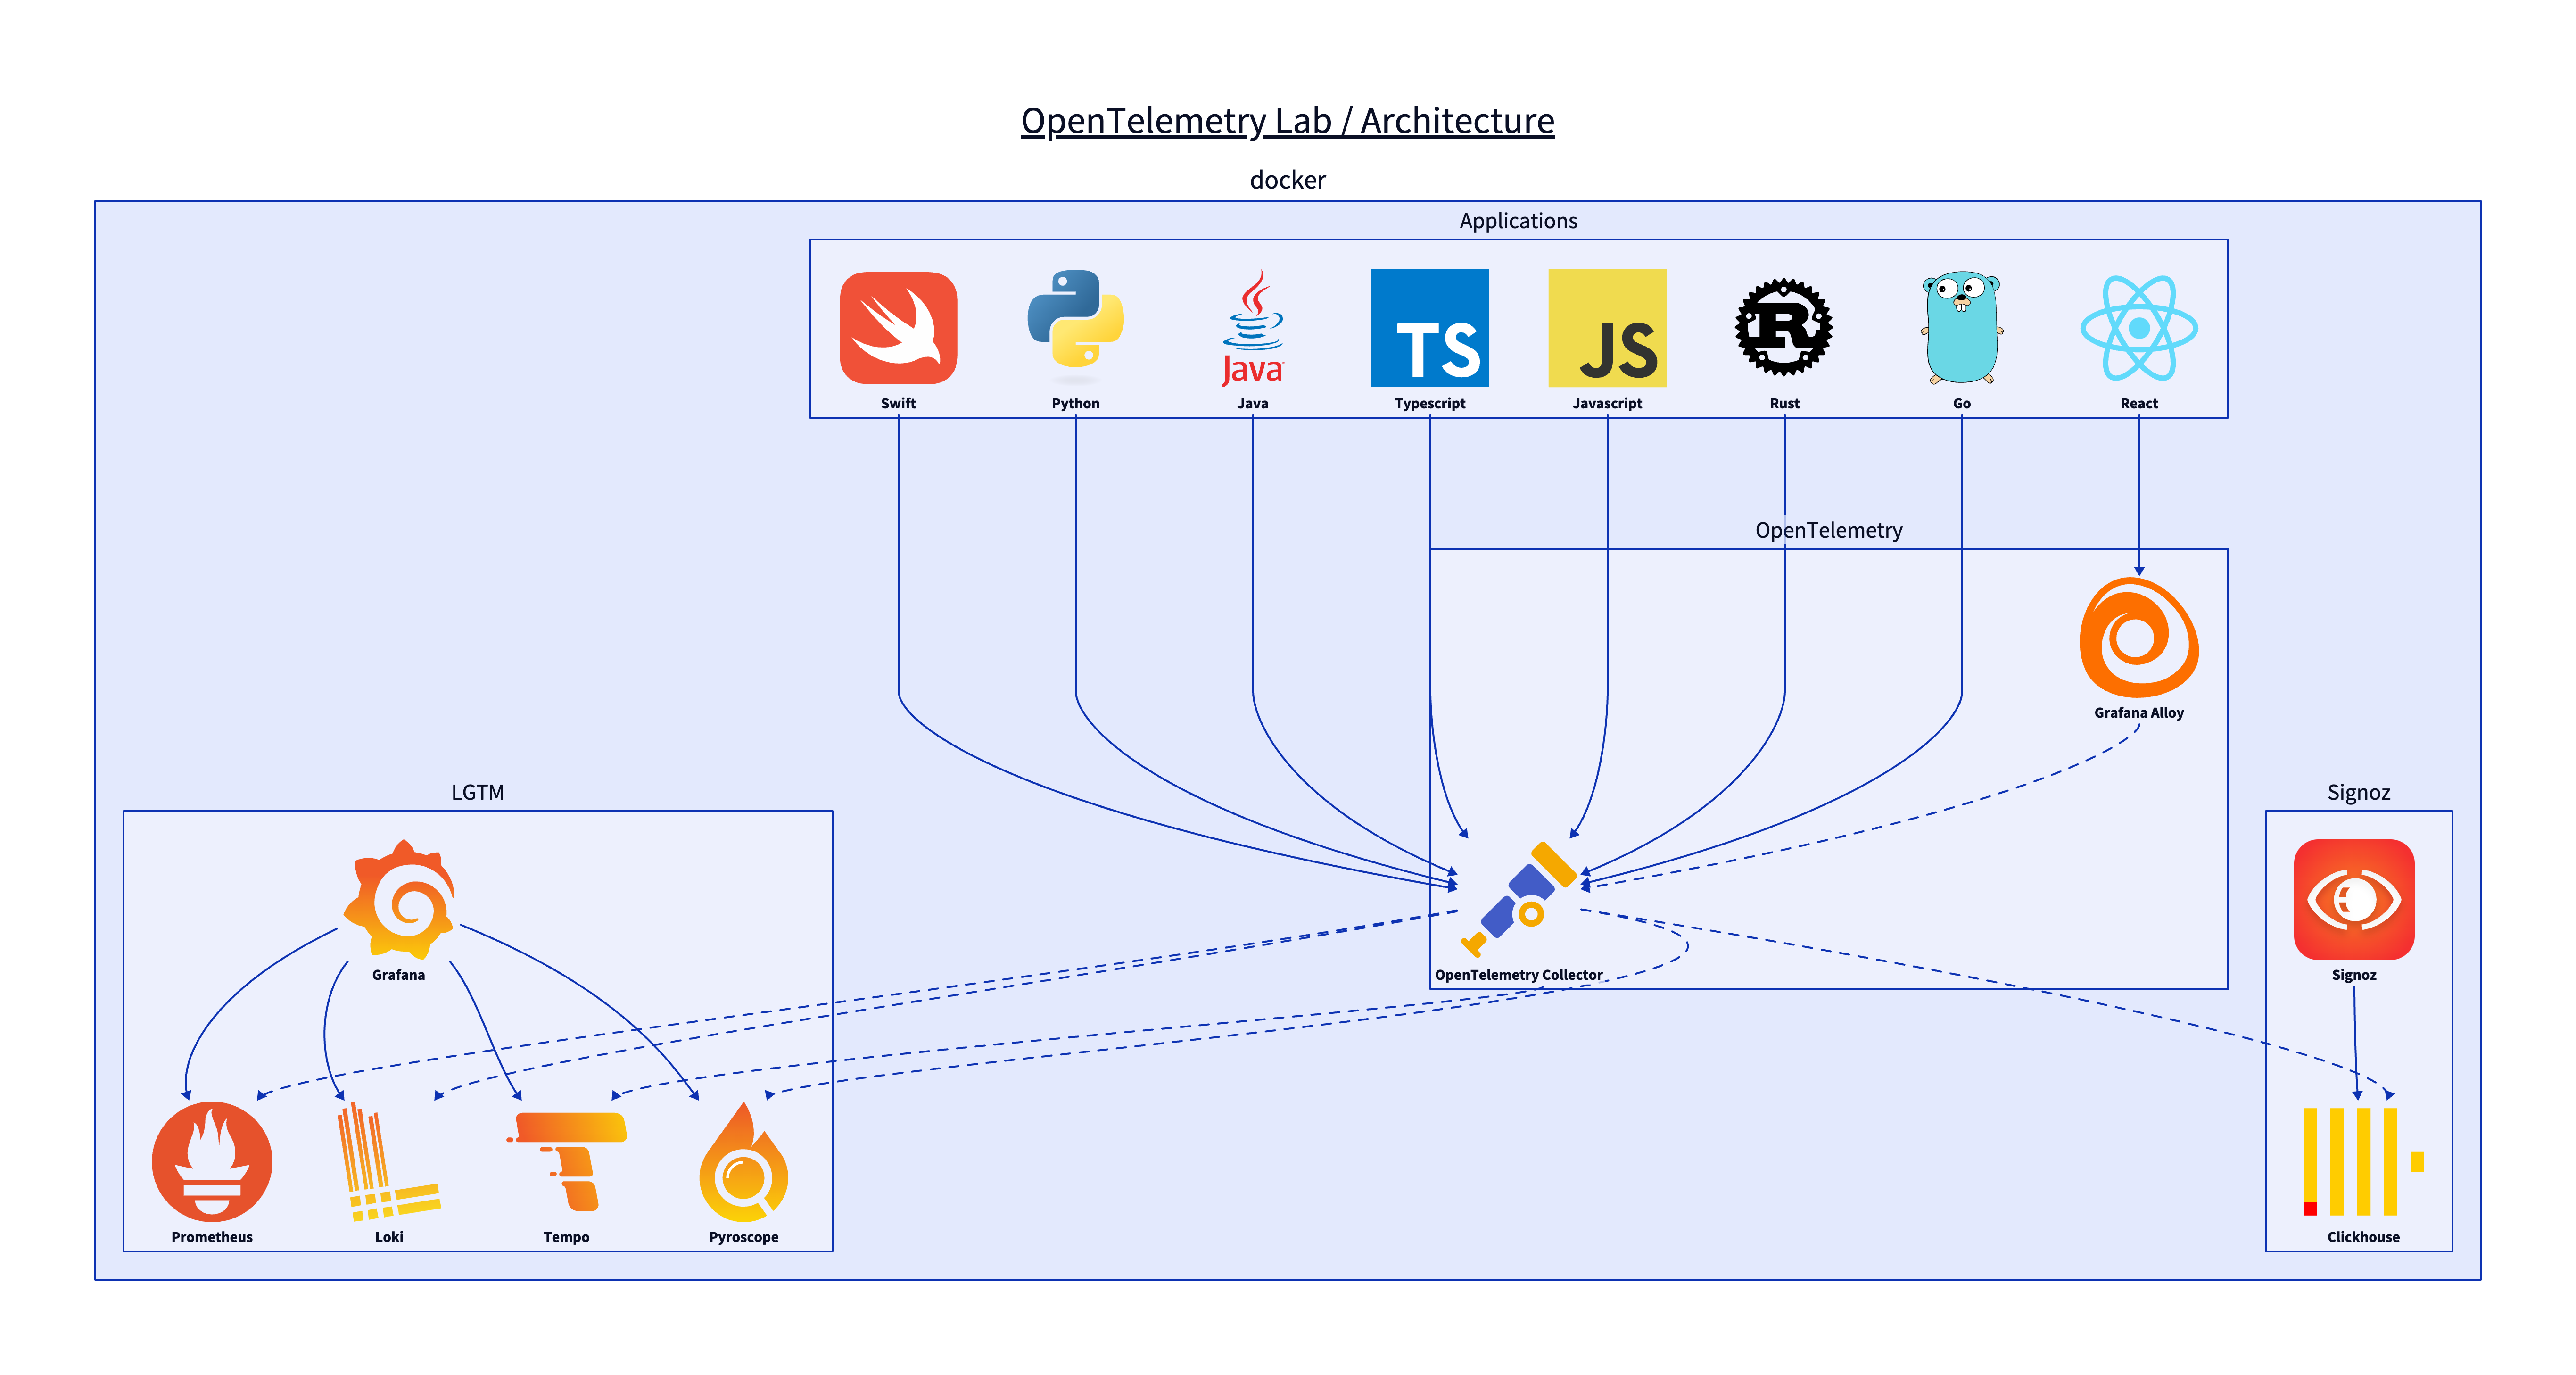 OpenTelemetry Lab / Architecture
docker
Applications
TS
JS
R
Java
Swift
Python
Java
Typescript
Javascript
Rust
Go
React
OpenTelemetry
Grafana Alloy
LGTM
Signoz
Grafana
OpenTelemetry Collector
Signoz
Prometheus
Loki
Tempo
Pyroscope
Clickhouse